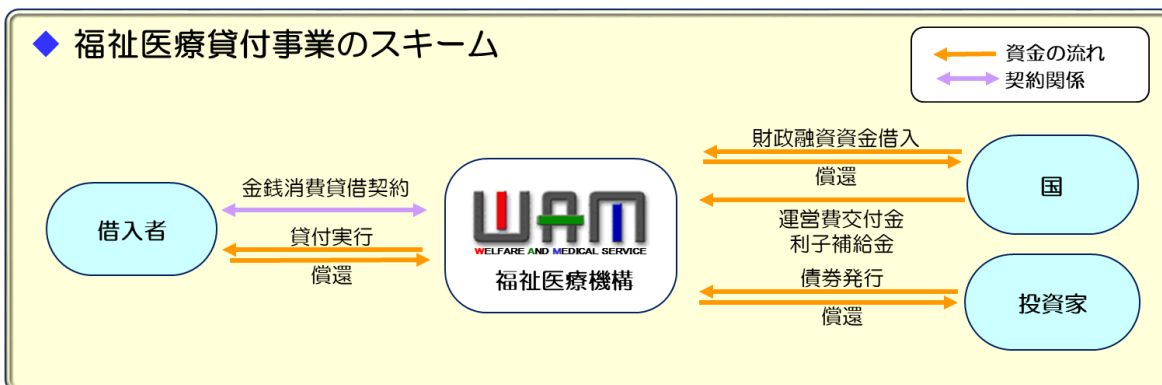 ◆ 福祉医療貸付事業のスキーム
資金の流れ
契約関係
財政融資資金借入
償還
国
運営費交付金
利子補給金
金銭消費貸借契約
借入者
貸付実行
償還
WAM
WELFARE AND MEDICAL SERVICE
福祉医療機構
債券発行
償還
投資家